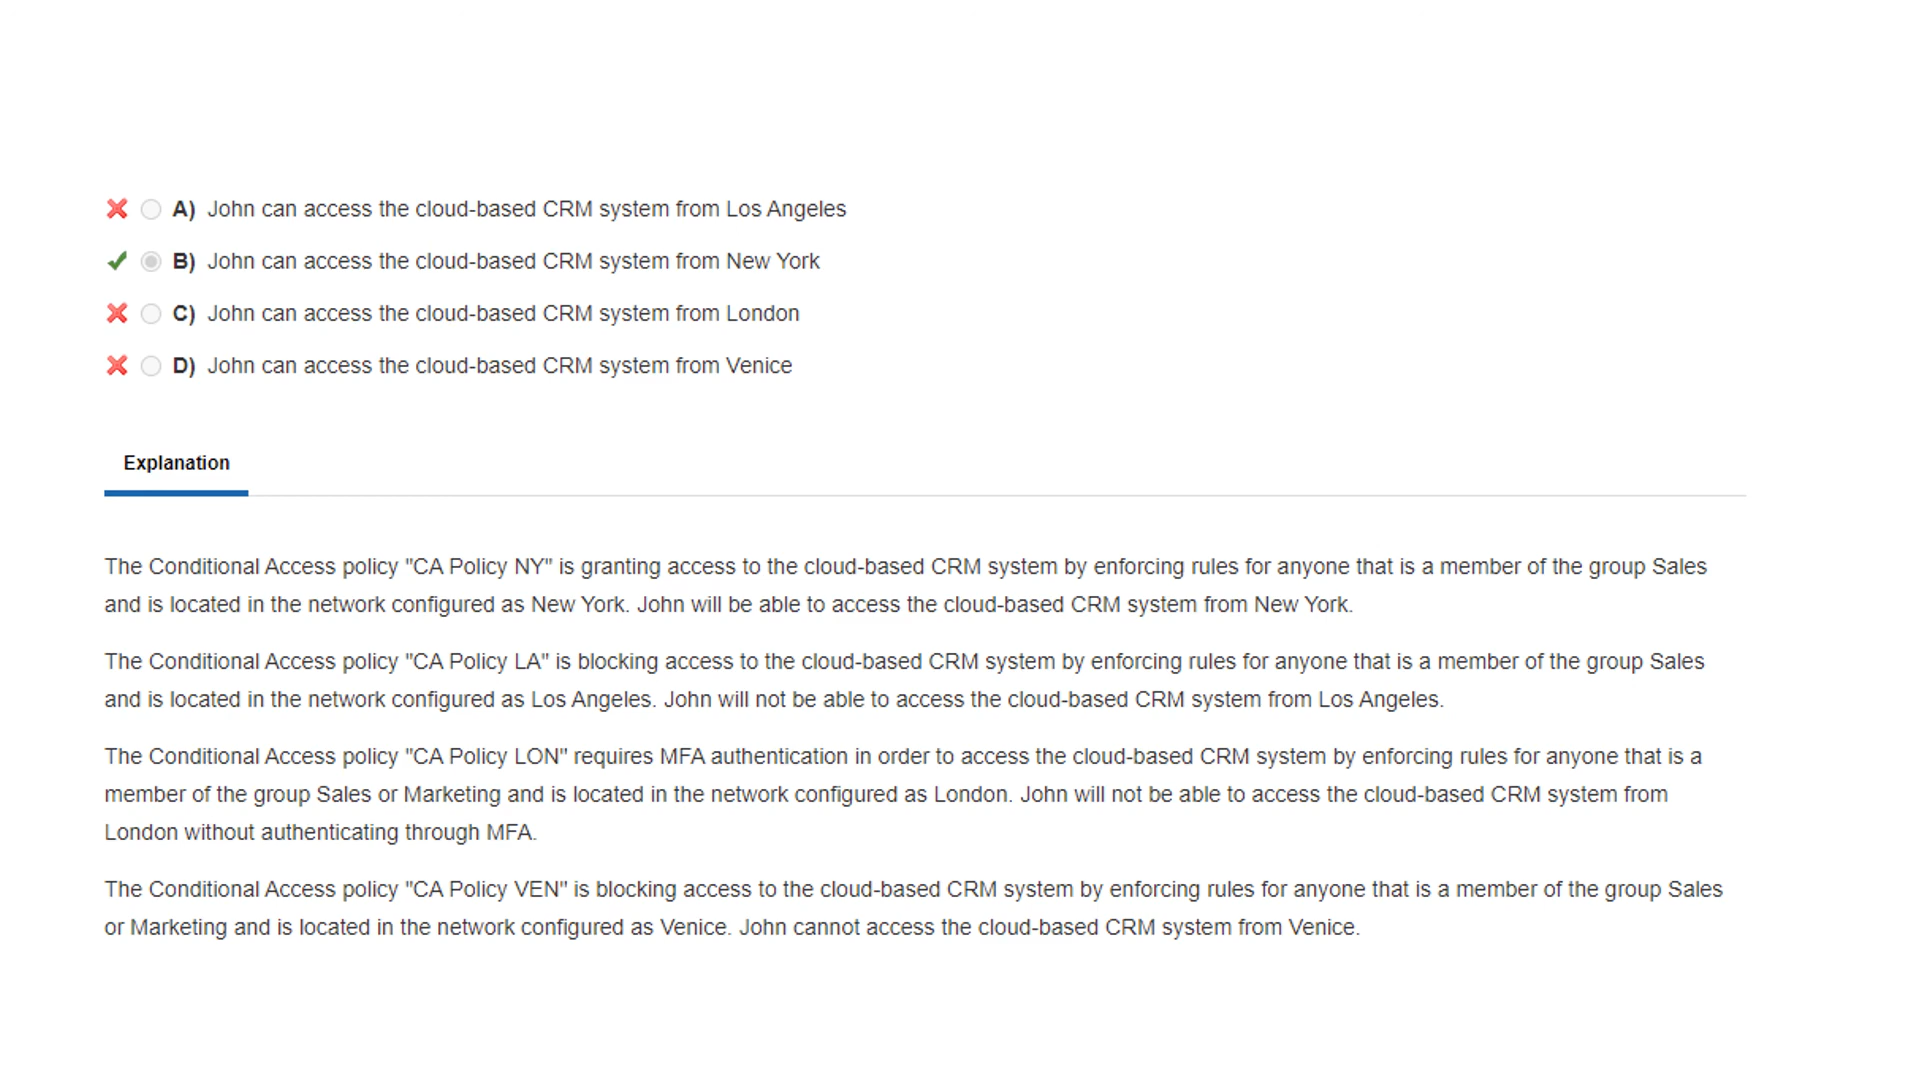 A) John can access the cloud-based CRM system from Los Angeles
B) John can access the cloud-based CRM system from New York
C) John can access the cloud-based CRM system from London
D) John can access the cloud-based CRM system from Venice
Explanation
The Conditional Access policy "CA Policy NY" is granting access to the cloud-based CRM system by enforcing rules for anyone that is a member of the group Sales
and is located in the network configured as New York. John will be able to access the cloud-based CRM system from New York.
The Conditional Access policy "CA Policy LA" is blocking access to the cloud-based CRM system by enforcing rules for anyone that is a member of the group Sales
and is located in the network configured as Los Angeles. John will not be able to access the cloud-based CRM system from Los Angeles.
The Conditional Access policy "CA Policy LON" requires MFA authentication in order to access the cloud-based CRM system by enforcing rules for anyone that is a
member of the group Sales or Marketing and is located in the network configured as London. John will not be able to access the cloud-based CRM system from
London without authenticating through MFA.
The Conditional Access policy "CA Policy VEN" is blocking access to the cloud-based CRM system by enforcing rules for anyone that is a member of the group Sales
or Marketing and is located in the network configured as Venice. John cannot access the cloud-based CRM system from Venice.